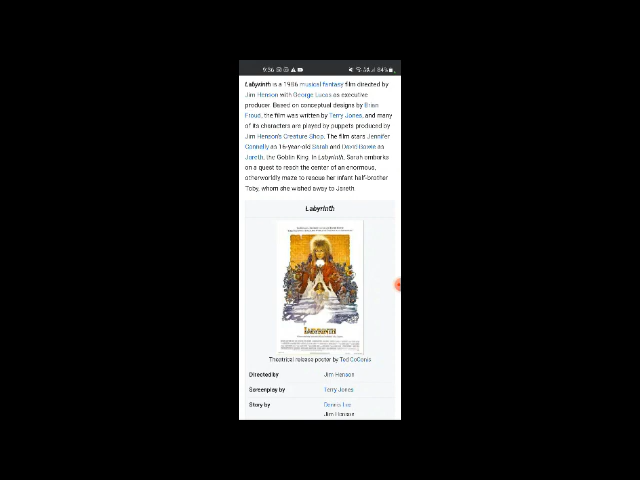 9:36 84%
Labyrinth is a 1986 musical fantasy film directed by
Jim Henson with George Lucas as executive
producer. Based on conceptual designs by Brian
Froud, the film was written by Terry Jones, and many
of its characters are played by puppets produced by
Jim Henson's Creature Shop. The film stars Jennifer
Connelly as 16-year-old Sarah and David Bowie as
Jareth, the Goblin King. In Labyrinth, Sarah embarks
on a quest to reach the center of an enormous,
otherworldly maze to rescue her infant half-brother
Toby, whom she wished away to Jareth.
Labyrinth
LABYRINTH
Theatrical release poster by Ted CoConis
Directed by Jim Henson
Screenplay by Terry Jones
Story by Dennis Lee
Jim Henson